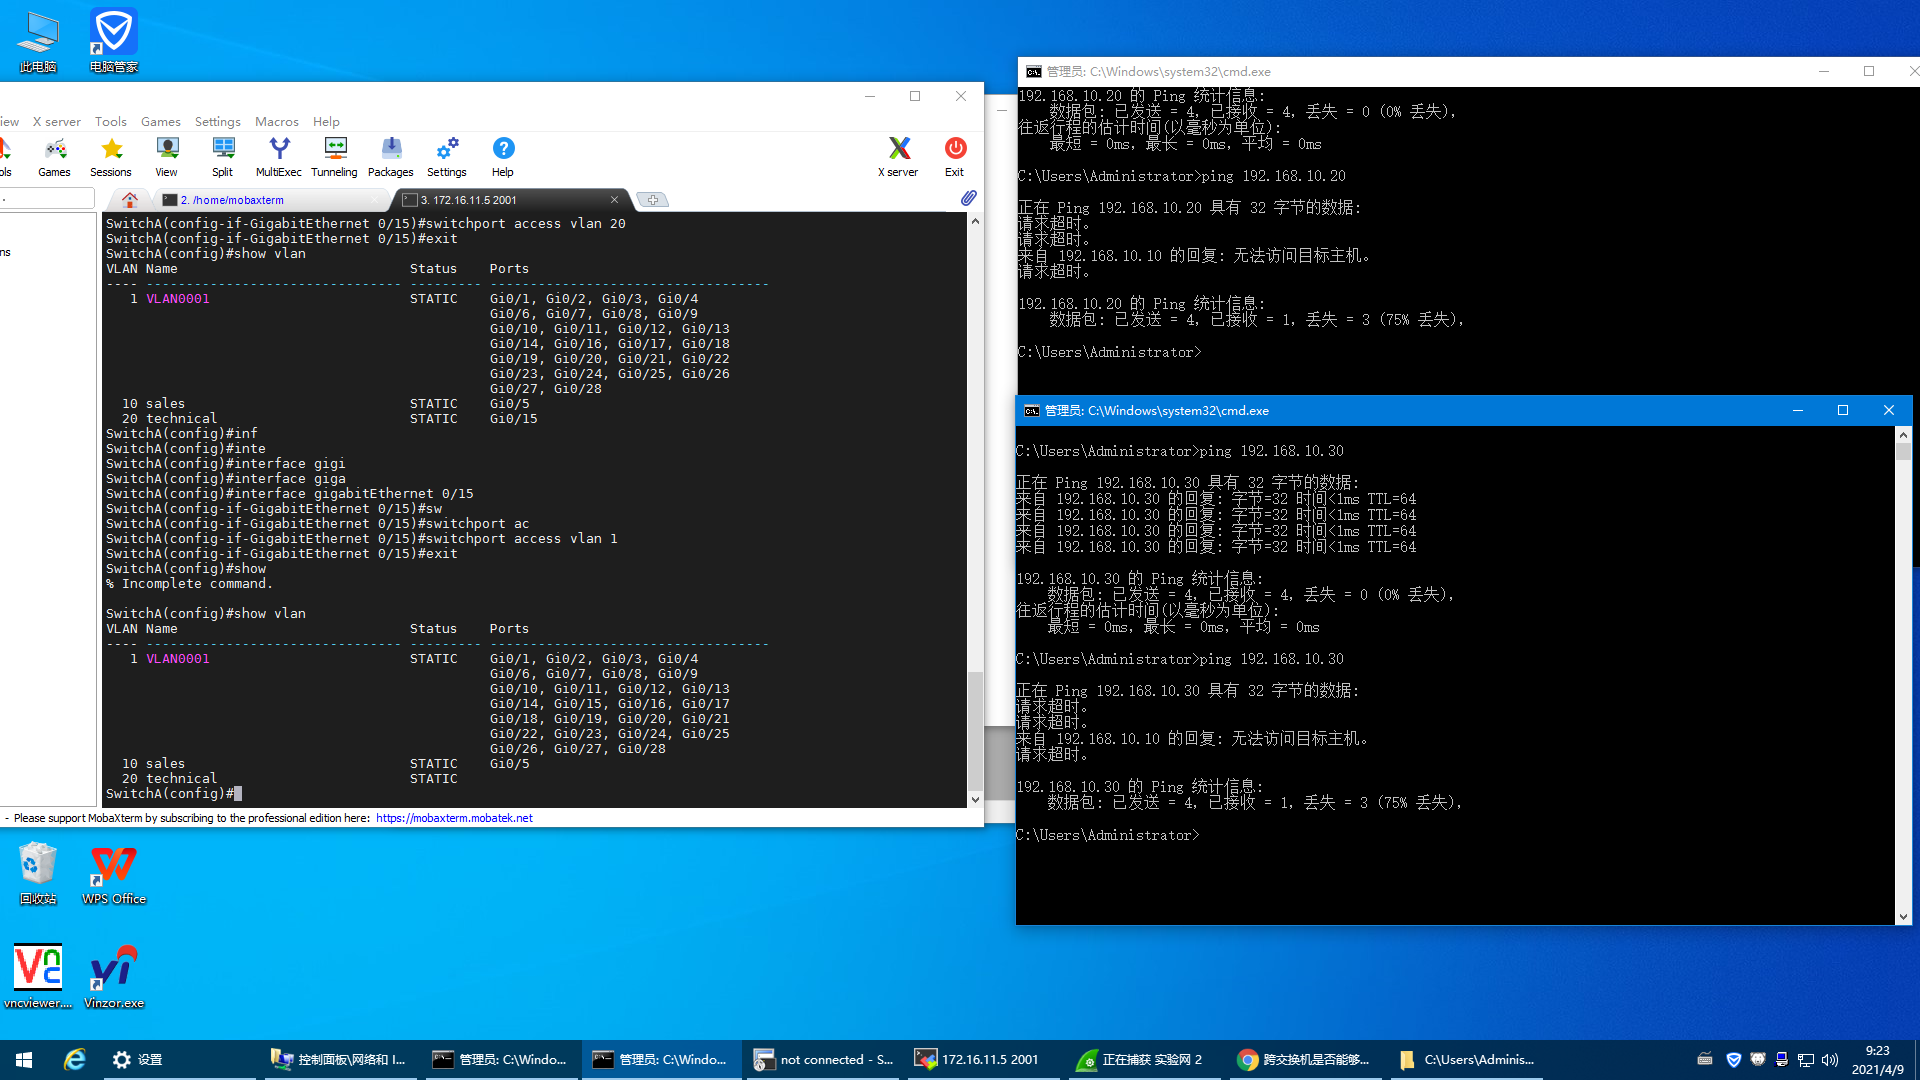 此电脑
电脑管家
iew X server Tools Games Settings Macros Help
ols Games Sessions View Split MultiExec Tunneling Packages Settings Help X server Exit
2. /home/mobaxterm
3. 172.16.11.5 2001
ns
SwitchA(config-if-GigabitEthernet 0/15)#switchport access vlan 20
SwitchA(config-if-GigabitEthernet 0/15)#exit
SwitchA(config)#show vlan
VLAN Name Status Ports
---- -------------------------------- --------- -----------------------------------
1 VLAN0001 STATIC Gi0/1, Gi0/2, Gi0/3, Gi0/4
Gi0/6, Gi0/7, Gi0/8, Gi0/9
Gi0/10, Gi0/11, Gi0/12, Gi0/13
Gi0/14, Gi0/16, Gi0/17, Gi0/18
Gi0/19, Gi0/20, Gi0/21, Gi0/22
Gi0/23, Gi0/24, Gi0/25, Gi0/26
Gi0/27, Gi0/28
10 sales STATIC Gi0/5
20 technical STATIC Gi0/15
SwitchA(config)#inf
SwitchA(config)#inte
SwitchA(config)#interface gigi
SwitchA(config)#interface giga
SwitchA(config)#interface gigabitEthernet 0/15
SwitchA(config-if-GigabitEthernet 0/15)#sw
SwitchA(config-if-GigabitEthernet 0/15)#switchport ac
SwitchA(config-if-GigabitEthernet 0/15)#switchport access vlan 1
SwitchA(config-if-GigabitEthernet 0/15)#exit
SwitchA(config)#show
% Incomplete command.
SwitchA(config)#show vlan
VLAN Name Status Ports
---- -------------------------------- --------- -----------------------------------
1 VLAN0001 STATIC Gi0/1, Gi0/2, Gi0/3, Gi0/4
Gi0/6, Gi0/7, Gi0/8, Gi0/9
Gi0/10, Gi0/11, Gi0/12, Gi0/13
Gi0/14, Gi0/15, Gi0/16, Gi0/17
Gi0/18, Gi0/19, Gi0/20, Gi0/21
Gi0/22, Gi0/23, Gi0/24, Gi0/25
Gi0/26, Gi0/27, Gi0/28
10 sales STATIC Gi0/5
20 technical STATIC
SwitchA(config)#
- Please support MobaXterm by subscribing to the professional edition here: https://mobaxterm.mobatek.net
管理员: C:\Windows\system32\cmd.exe
192.168.10.20 的 Ping 统计信息:
数据包: 已发送 = 4，已接收 = 4，丢失 = 0 (0% 丢失)，
往返行程的估计时间(以毫秒为单位):
最短 = 0ms，最长 = 0ms，平均 = 0ms
C:\Users\Administrator>ping 192.168.10.20
正在 Ping 192.168.10.20 具有 32 字节的数据:
请求超时。
请求超时。
来自 192.168.10.10 的回复: 无法访问目标主机。
请求超时。
192.168.10.20 的 Ping 统计信息:
数据包: 已发送 = 4，已接收 = 1，丢失 = 3 (75% 丢失)，
C:\Users\Administrator>
管理员: C:\Windows\system32\cmd.exe
C:\Users\Administrator>ping 192.168.10.30
正在 Ping 192.168.10.30 具有 32 字节的数据:
来自 192.168.10.30 的回复: 字节=32 时间<1ms TTL=64
来自 192.168.10.30 的回复: 字节=32 时间<1ms TTL=64
来自 192.168.10.30 的回复: 字节=32 时间<1ms TTL=64
来自 192.168.10.30 的回复: 字节=32 时间<1ms TTL=64
192.168.10.30 的 Ping 统计信息:
数据包: 已发送 = 4，已接收 = 4，丢失 = 0 (0% 丢失)，
往返行程的估计时间(以毫秒为单位):
最短 = 0ms，最长 = 0ms，平均 = 0ms
C:\Users\Administrator>ping 192.168.10.30
正在 Ping 192.168.10.30 具有 32 字节的数据:
请求超时。
请求超时。
来自 192.168.10.10 的回复: 无法访问目标主机。
请求超时。
192.168.10.30 的 Ping 统计信息:
数据包: 已发送 = 4，已接收 = 1，丢失 = 3 (75% 丢失)，
C:\Users\Administrator>
回收站
WPS Office
vncviewer....
Vinzor.exe
设置
控制面板\网络和 I...
管理员: C:\Windo...
管理员: C:\Windo...
not connected - S...
172.16.11.5 2001
正在捕获 实验网 2
跨交换机是否能够...
C:\Users\Adminis...
9:23
2021/4/9